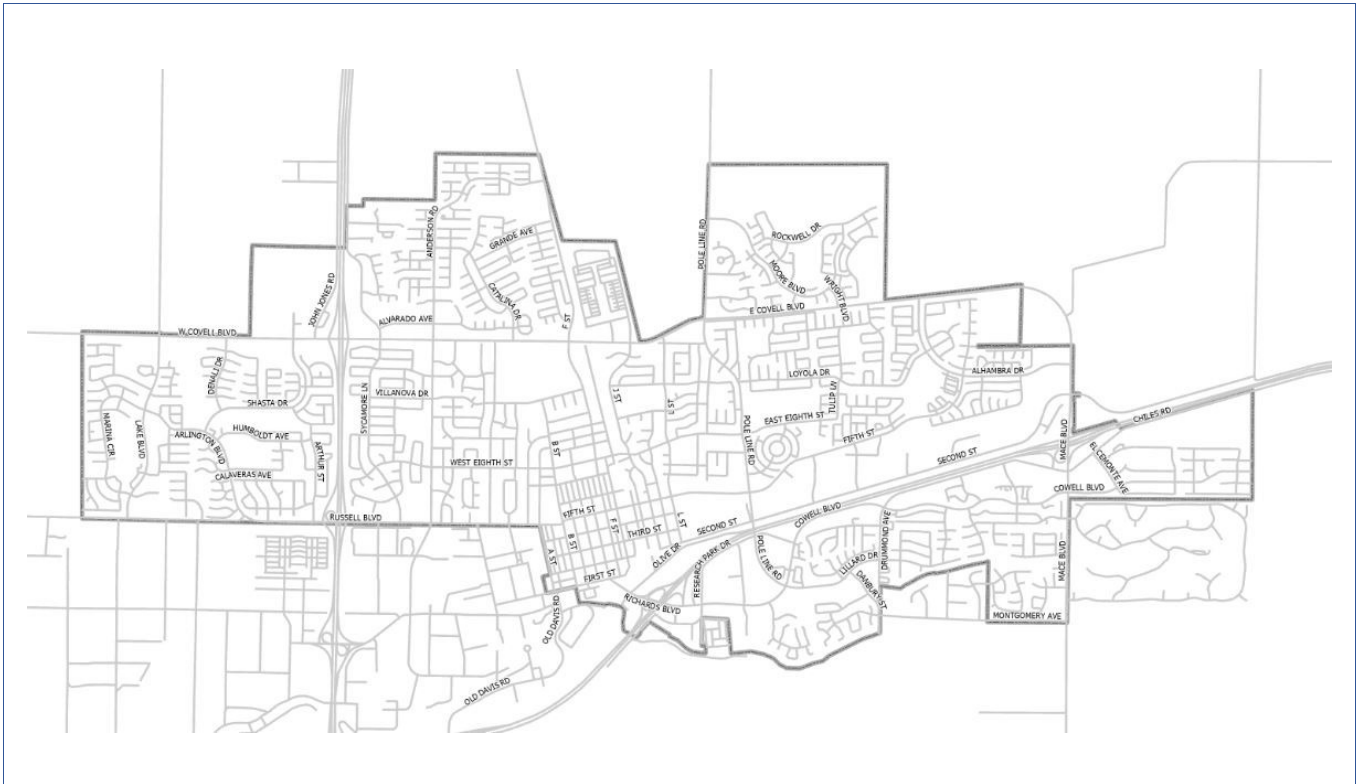 ROCKWELL DR
ANDERSON RD
GRANDE AVE
POLE LINE RD
MOORE BLVD
WRIGHT BLVD
JOHN JONES RD
CATALINA DR
E COVELL BLVD
ALVARADO AVE
F ST
W COVELL BLVD
DENALI DR
LOYOLA DR
ALHAMBRA DR
VILLANOVA DR
SHASTA DR
SYCAMORE LN
J ST
L ST
TULIP LN
MARINA CIR
LAKE BLVD
ARLINGTON BLVD
HUMBOLDT AVE
ARTHUR ST
POLE LINE RD
EAST EIGHTH ST
CHILES RD
FIFTH ST
MACE BLVD
B ST
WEST EIGHTH ST
SECOND ST
EL CEMONTE AVE
CALAVERAS AVE
COWELL BLVD
RUSSELL BLVD
FIFTH ST
F ST
THIRD ST
L ST
SECOND ST
COWELL BLVD
A ST
B ST
OLIVE DR
POLE LINE RD
LILLARD DR
DRUMMOND AVE
MACE BLVD
FIRST ST
RESEARCH PARK DR
DANBURY ST
RICHARDS BLVD
OLD DAVIS RD
MONTGOMERY AVE
OLD DAVIS RD